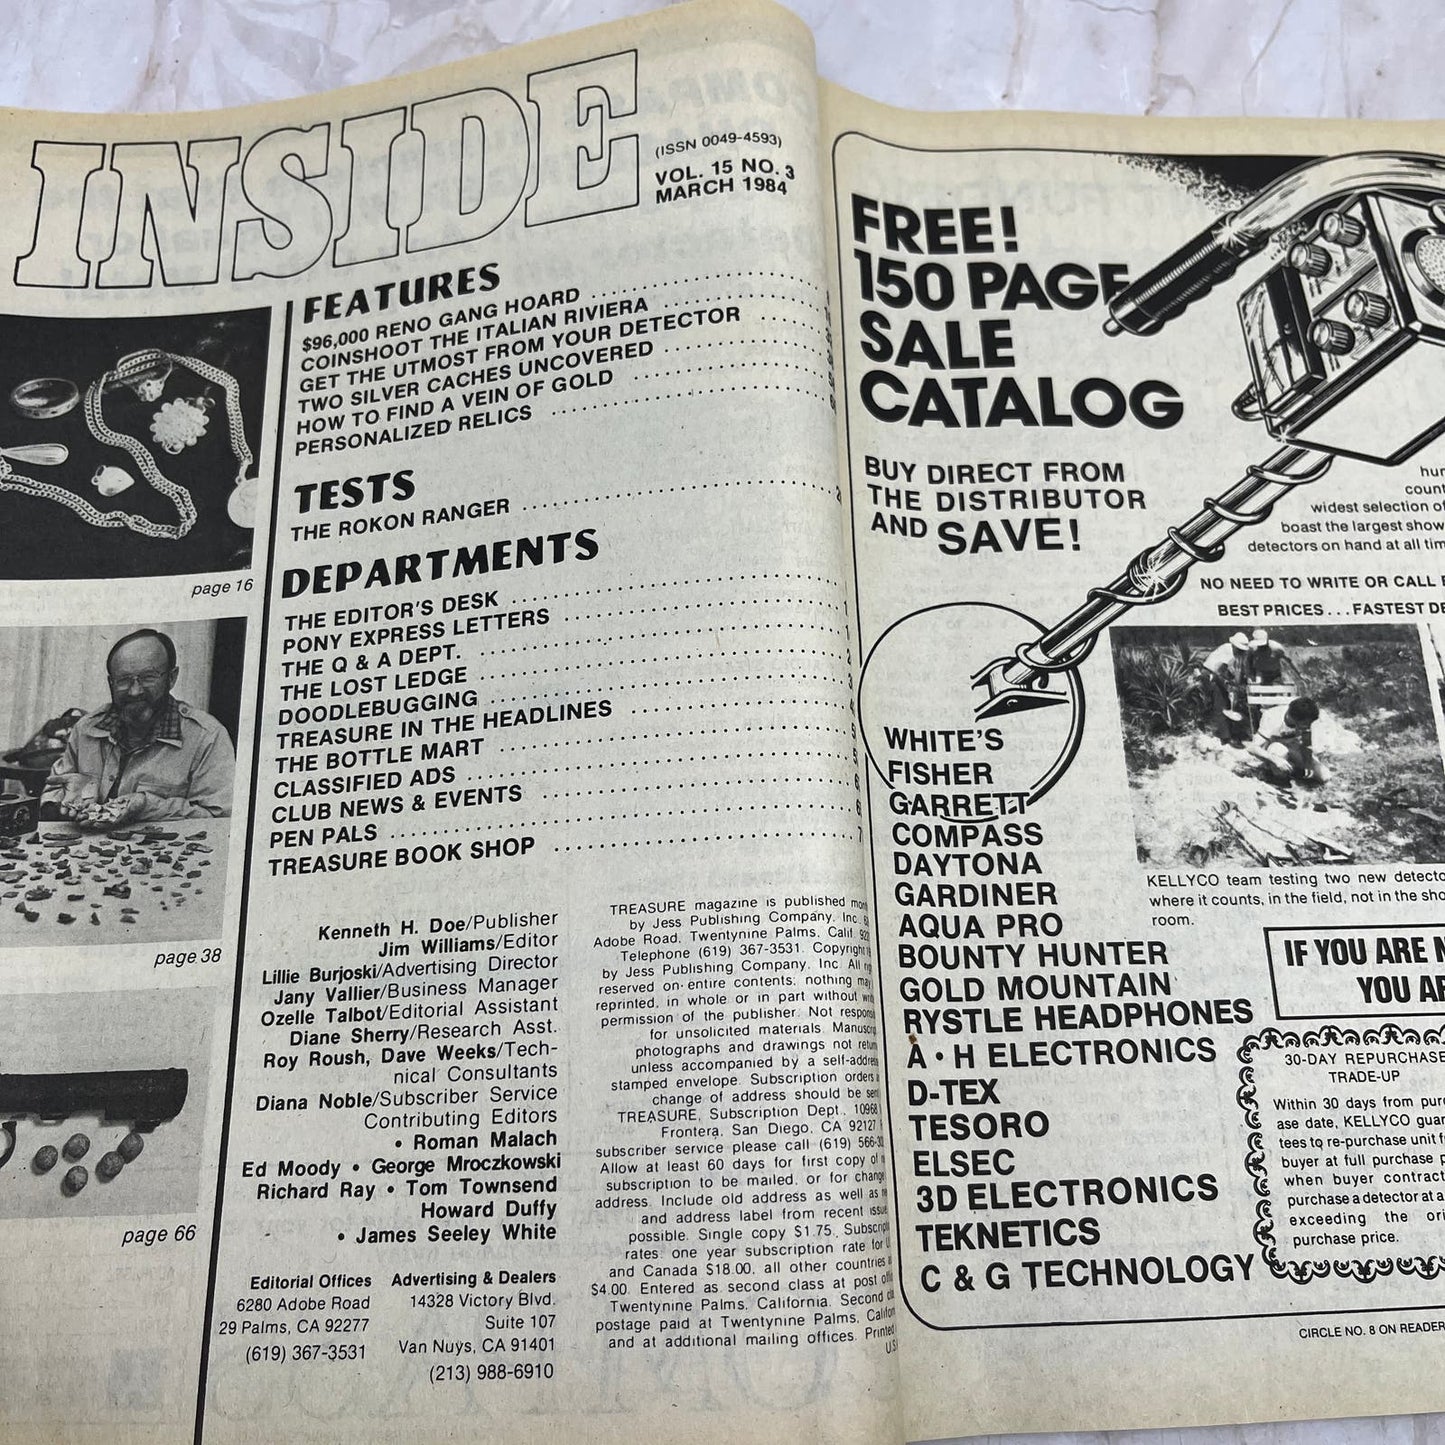 INSIDE
(ISSN 0049-4593)
VOL. 15 NO. 3
MARCH 1984
FEATURES
$96,000 RENO GANG HOARD
COINSHOOT THE ITALIAN RIVIERA
GET THE UTMOST FROM YOUR DETECTOR
TWO SILVER CACHES UNCOVERED
HOW TO FIND A VEIN OF GOLD
PERSONALIZED RELICS
TESTS
THE ROKON RANGER
DEPARTMENTS
THE EDITOR'S DESK
PONY EXPRESS LETTERS
THE Q & A DEPT.
THE LOST LEDGE
DOODLEBUGGING
TREASURE IN THE HEADLINES
THE BOTTLE MART
CLASSIFIED ADS
CLUB NEWS & EVENTS
PEN PALS
TREASURE BOOK SHOP
page 16
page 38
page 66
Kenneth H. Doe/Publisher
Jim Williams/Editor
Lillie Burjoski/Advertising Director
Jany Vallier/Business Manager
Ozelle Talbot/Editorial Assistant
Diane Sherry/Research Asst.
Roy Roush, Dave Weeks/Tech-
nical Consultants
Diana Noble/Subscriber Service
Contributing Editors
• Roman Malach
Ed Moody • George Mroczkowski
Richard Ray • Tom Townsend
Howard Duffy
• James Seeley White
Editorial Offices
6280 Adobe Road
29 Palms, CA 92277
(619) 367-3531
Advertising & Dealers
14328 Victory Blvd.
Suite 107
Van Nuys, CA 91401
(213) 988-6910
TREASURE magazine is published
by Jess Publishing Company, Inc.
Adobe Road, Twentynine Palms, Calif.
Telephone (619) 367-3531. Copyright
by Jess Publishing Company, Inc. All
reserved on entire contents; nothing may
reprinted, in whole or in part without
permission of the publisher. Not
for unsolicited materials. Manuscript,
photographs and drawings not
unless accompanied by a
stamped envelope. Subscription orders
change of address should be
TREASURE, Subscription Dept., 10968
Frontera, San Diego, CA 92127
subscriber service please call (619)
Allow at least 60 days for first copy of
subscription to be mailed, or for change
address. Include old address as well as
and address label from recent issue
possible. Single copy $1.75. Subscription
rates: one year subscription rate for
and Canada $18.00, all other countries
$4.00. Entered as second class at post office
Twentynine Palms, California. Second
postage paid at Twentynine Palms,
and at additional mailing offices. Printed
FREE!
150 PAGE
SALE
CATALOG
BUY DIRECT FROM
THE DISTRIBUTOR
AND SAVE!
widest selection of
boast the largest
detectors on hand at all
NO NEED TO WRITE OR CALL
BEST PRICES...FASTEST
WHITE'S
FISHER
GARRETT
COMPASS
DAYTONA
GARDINER
AQUA PRO
BOUNTY HUNTER
GOLD MOUNTAIN
RYSTLE HEADPHONES
A•H ELECTRONICS
D-TEX
TESORO
ELSEC
3D ELECTRONICS
TEKNETICS
C & G TECHNOLOGY
KELLYCO team testing two new
where it counts, in the field, not in the
room.
IF YOU ARE
YOU
30-DAY REPURCHASE
TRADE-UP
Within 30 days from
ase date, KELLYCO
tees to re-purchase unit
buyer at full purchase
when buyer
purchase a detector at
exceeding the
purchase price.
CIRCLE NO. 8 ON